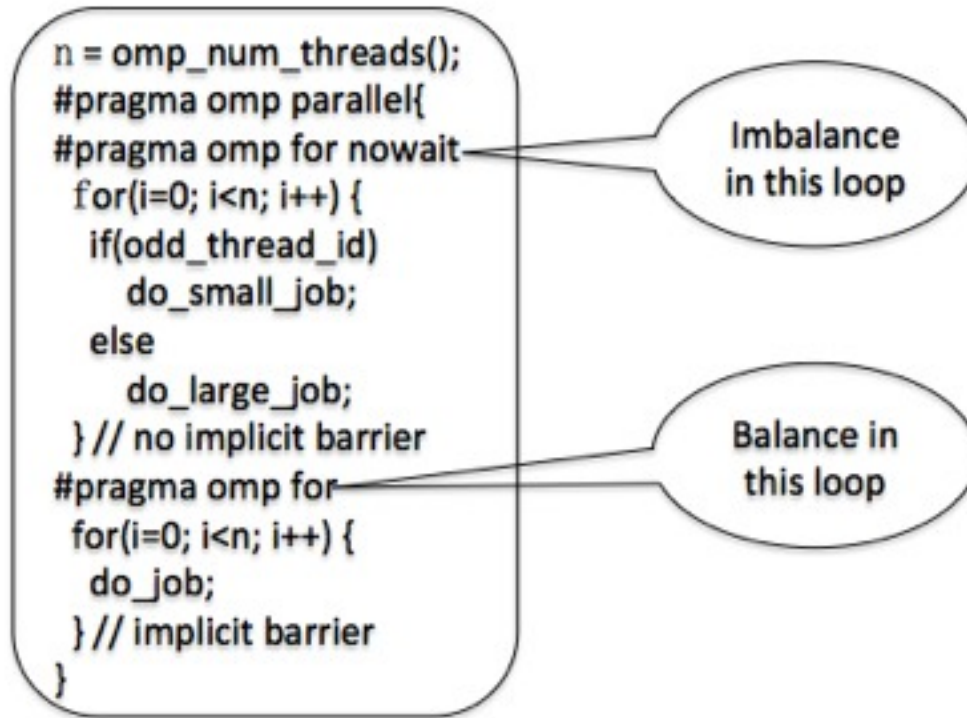 n = omp_num_threads();
#pragma omp parallel{
#pragma omp for nowait
for(i=0; i<n; i++) {
if(odd_thread_id)
do_small_job;
else
do_large_job;
} // no implicit barrier
#pragma omp for
for(i=0; i<n; i++) {
do_job;
} // implicit barrier
}
Imbalance
in this loop
Balance in
this loop